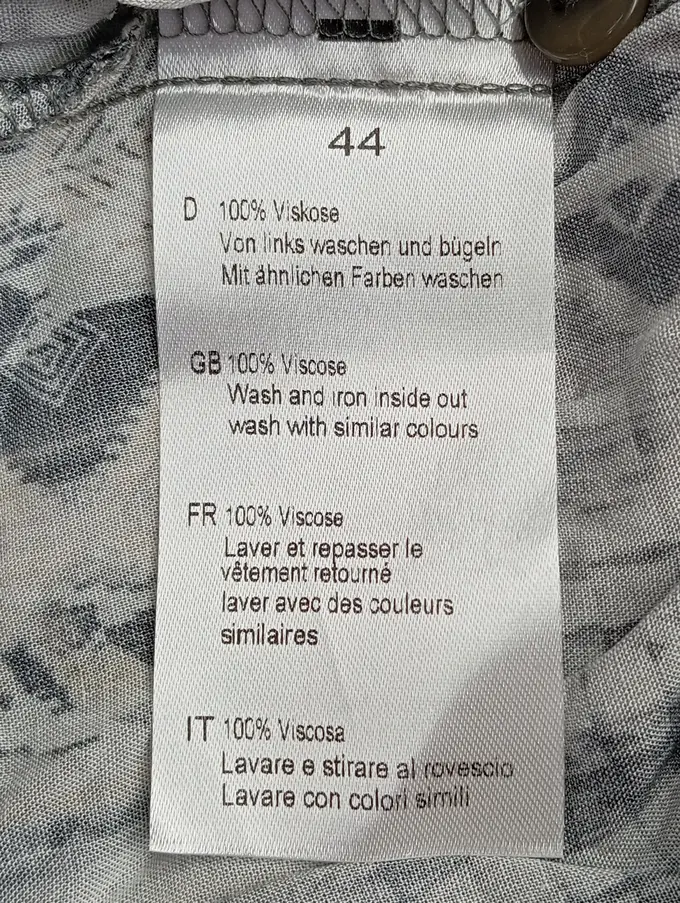 44
D 100% Viskose
Von links waschen und bügeln
Mit ähnlichen Farben waschen
GB 100% Viscose
Wash and iron inside out
wash with similar colours
FR 100% Viscose
Laver et repasser le
vêtement retourné
laver avec des couleurs
similaires
IT 100% Viscosa
Lavare e stirare al rovescio
Lavare con colori simili